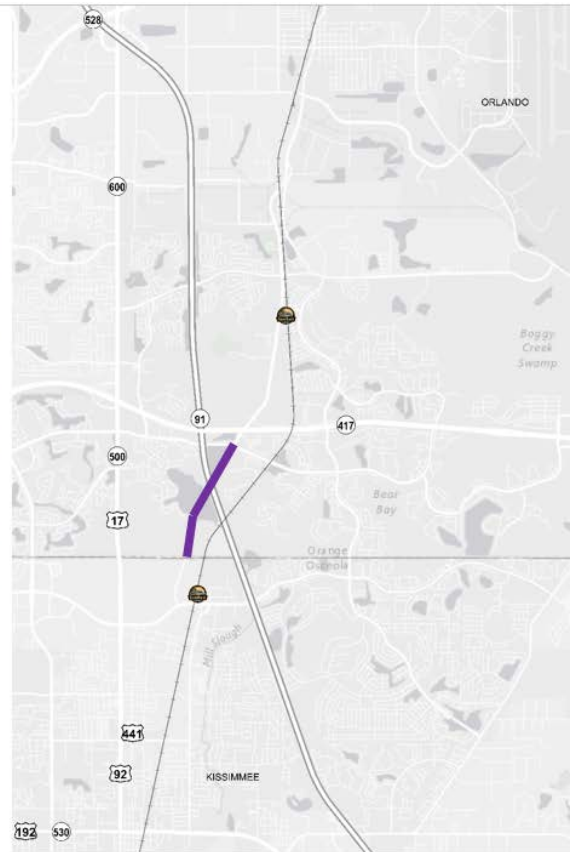 528
ORLANDO
600
Boggy
Creek
Swamp
91
417
500
Bear
Bay
17
Orange
Osceola
Mill Slough
441
92
KISSIMMEE
192
530